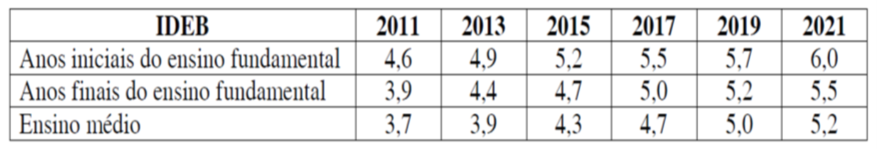 IDEB 2011 2013 2015 2017 2019 2021
Anos iniciais do ensino fundamental 4,6 4,9 5,2 5,5 5,7 6,0
Anos finais do ensino fundamental 3,9 4,4 4,7 5,0 5,2 5,5
Ensino médio 3,7 3,9 4,3 4,7 5,0 5,2